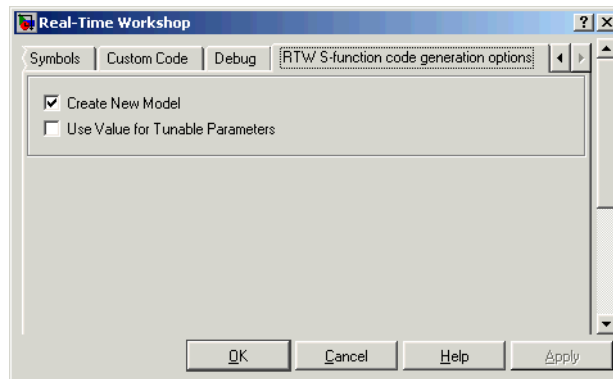 Real-Time Workshop
Symbols Custom Code Debug RTW S-function code generation options
Create New Model
Use Value for Tunable Parameters
OK Cancel Help Apply